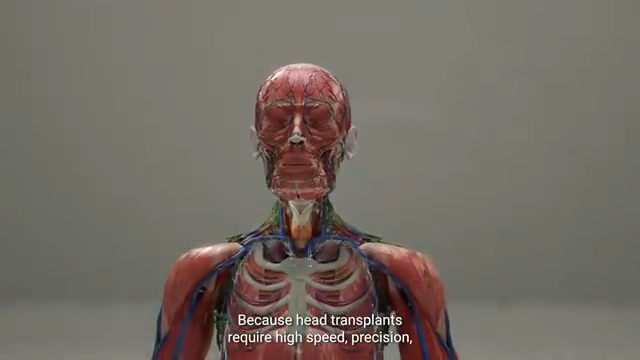 Because head transplants
require high speed, precision,